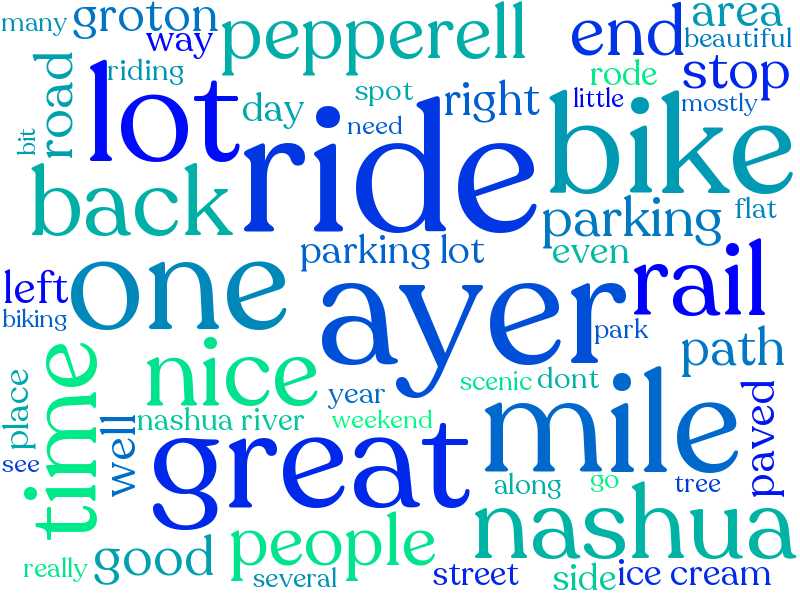 many
groton
way
pepperell
end
area
beautiful
riding
road
bit
lot
day
spot
need
right
rode
little
stop
mostly
ride
bike
back
parking
flat
parking lot
even
left
biking
one
ayer
rail
park
path
time
nice
year
scenic
dont
place
see
well
nashua river
weekend
great
mile
paved
along
go
tree
nashua
people
good
really
several
street
side
ice cream